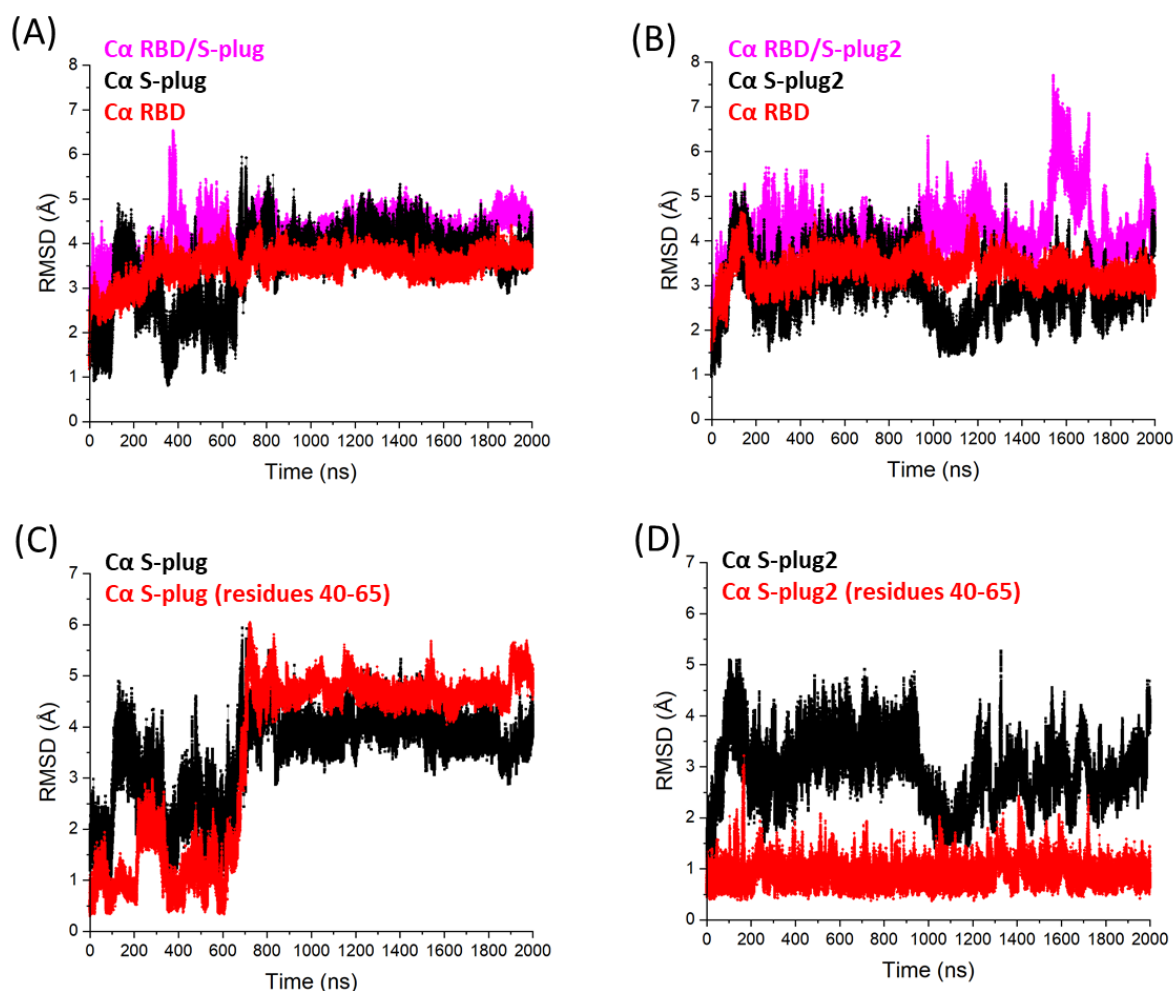 (A)
Cα RBD/S-plug
Cα S-plug
Cα RBD
8
7
6
5
4
3
2
1
0
RMSD (Å)
0 200 400 600 800 1000 1200 1400 1600 1800 2000
Time (ns)
(B)
Cα RBD/S-plug2
Cα S-plug2
Cα RBD
8
7
6
5
4
3
2
1
0
RMSD (Å)
0 200 400 600 800 1000 1200 1400 1600 1800 2000
Time (ns)
(C)
Cα S-plug
Cα S-plug (residues 40-65)
7
6
5
4
3
2
1
0
RMSD (Å)
0 200 400 600 800 1000 1200 1400 1600 1800 2000
Time (ns)
(D)
Cα S-plug2
Cα S-plug2 (residues 40-65)
7
6
5
4
3
2
1
0
RMSD (Å)
0 200 400 600 800 1000 1200 1400 1600 1800 2000
Time (ns)